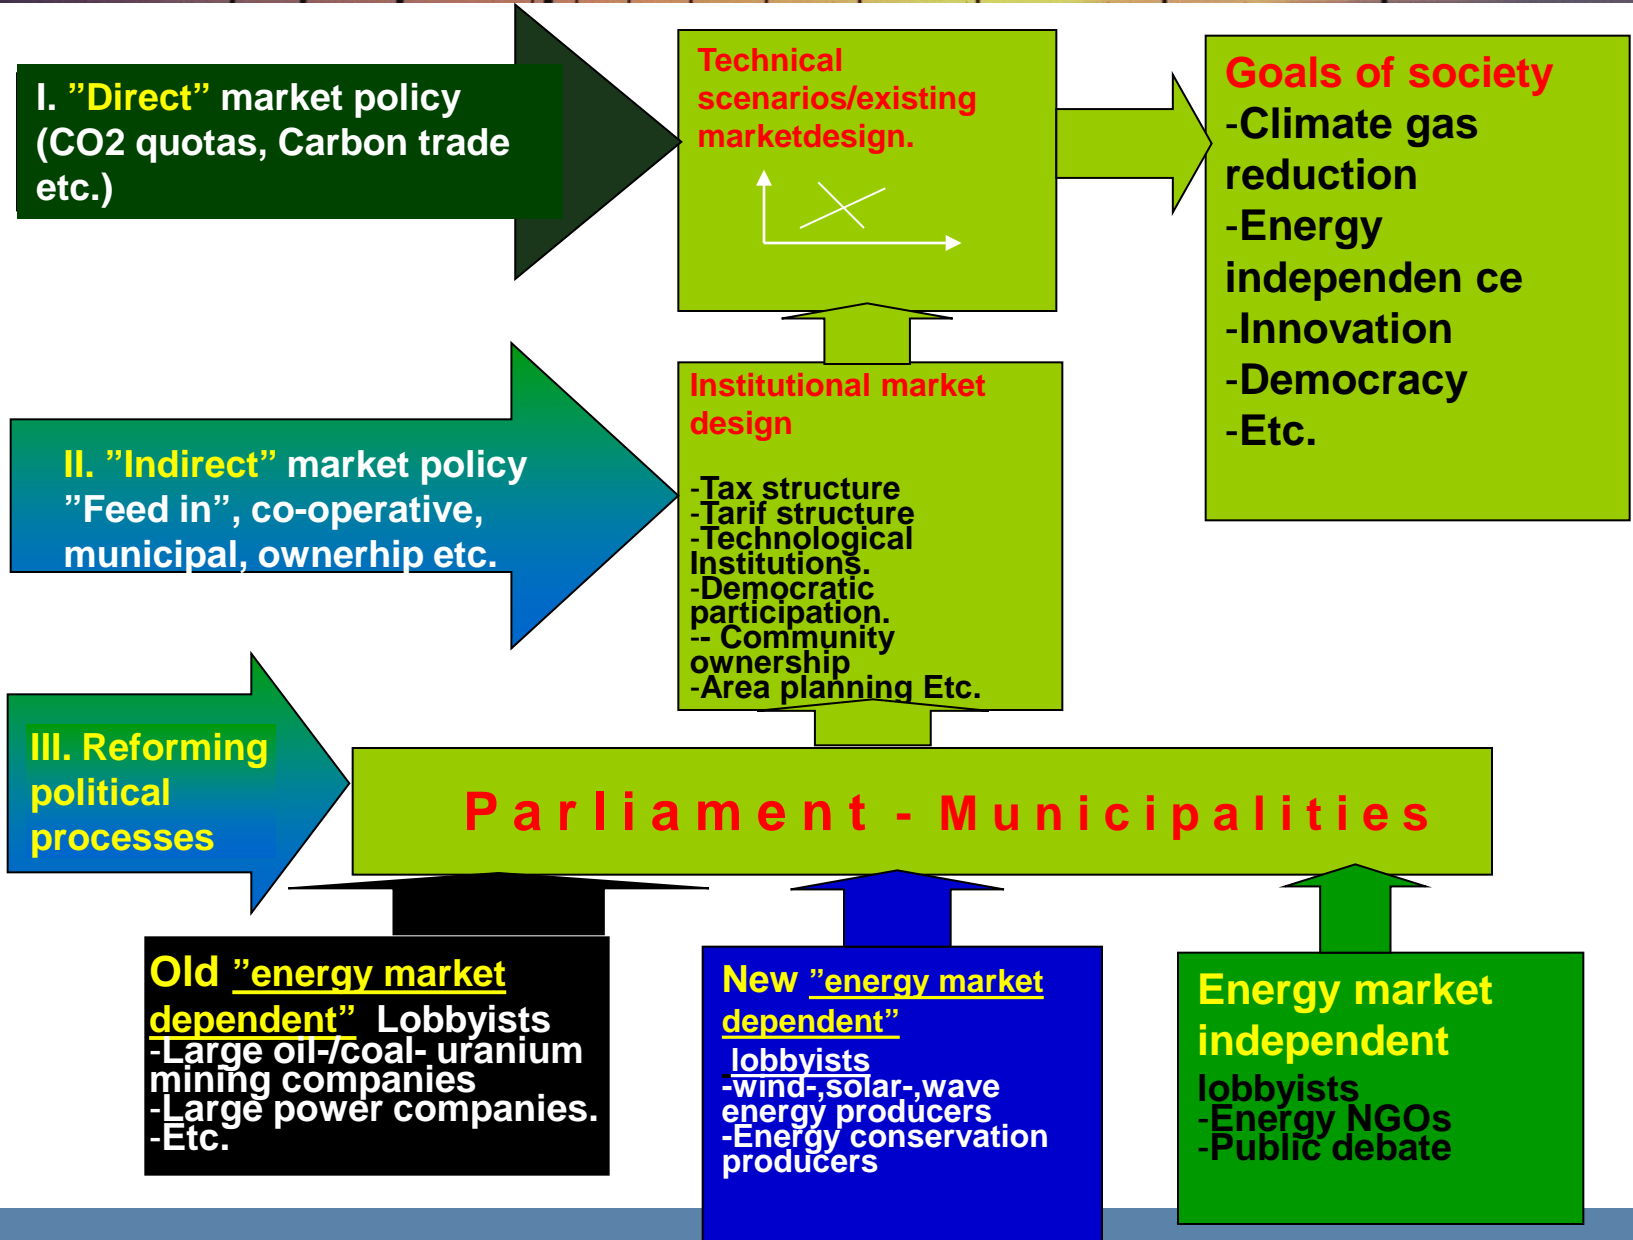 I. ”Direct” market policy
(CO2 quotas, Carbon trade
etc.)
Technical
scenarios/existing
marketdesign.
Goals of society
-Climate gas
reduction
-Energy
independen ce
-Innovation
-Democracy
-Etc.
II. ”Indirect” market policy
”Feed in”, co-operative,
municipal, ownerhip etc.
Institutional market
design
-Tax structure
-Tarif structure
-Technological
Institutions.
-Democratic
participation.
-- Community
ownership
-Area planning Etc.
III. Reforming
political
processes
P a r l i a m e n t - M u n i c i p a l i t i e s
Old ”energy market
dependent” Lobbyists
-Large oil-/coal- uranium
mining companies
-Large power companies.
-Etc.
New ”energy market
dependent”
lobbyists
-wind-,solar-,wave
energy producers
-Energy conservation
producers
Energy market
independent
lobbyists
-Energy NGOs
-Public debate